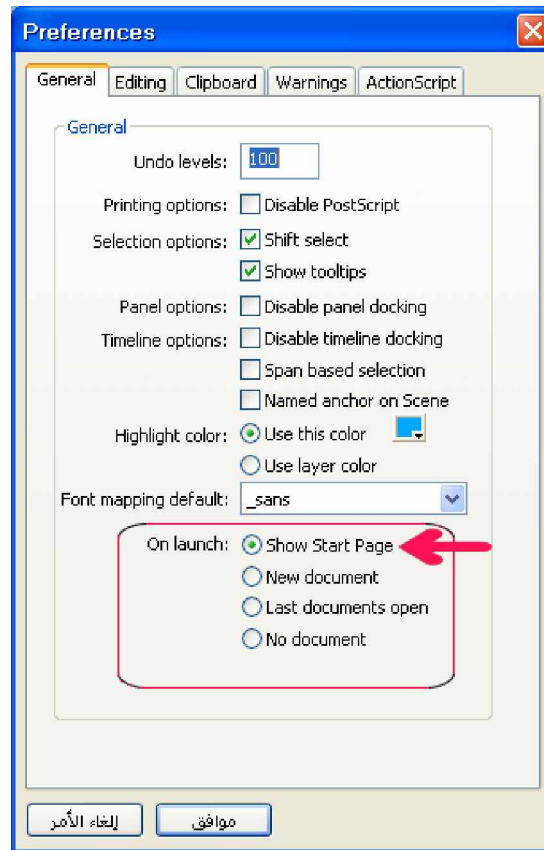 Preferences
General Editing Clipboard Warnings ActionScript
General
Undo levels: 100
Printing options: Disable PostScript
Selection options: Shift select
Show tooltips
Panel options: Disable panel docking
Timeline options: Disable timeline docking
Span based selection
Named anchor on Scene
Highlight color: Use this color
Use layer color
Font mapping default: _sans
On launch: Show Start Page
New document
Last documents open
No document
إلغاء الأمر موافق